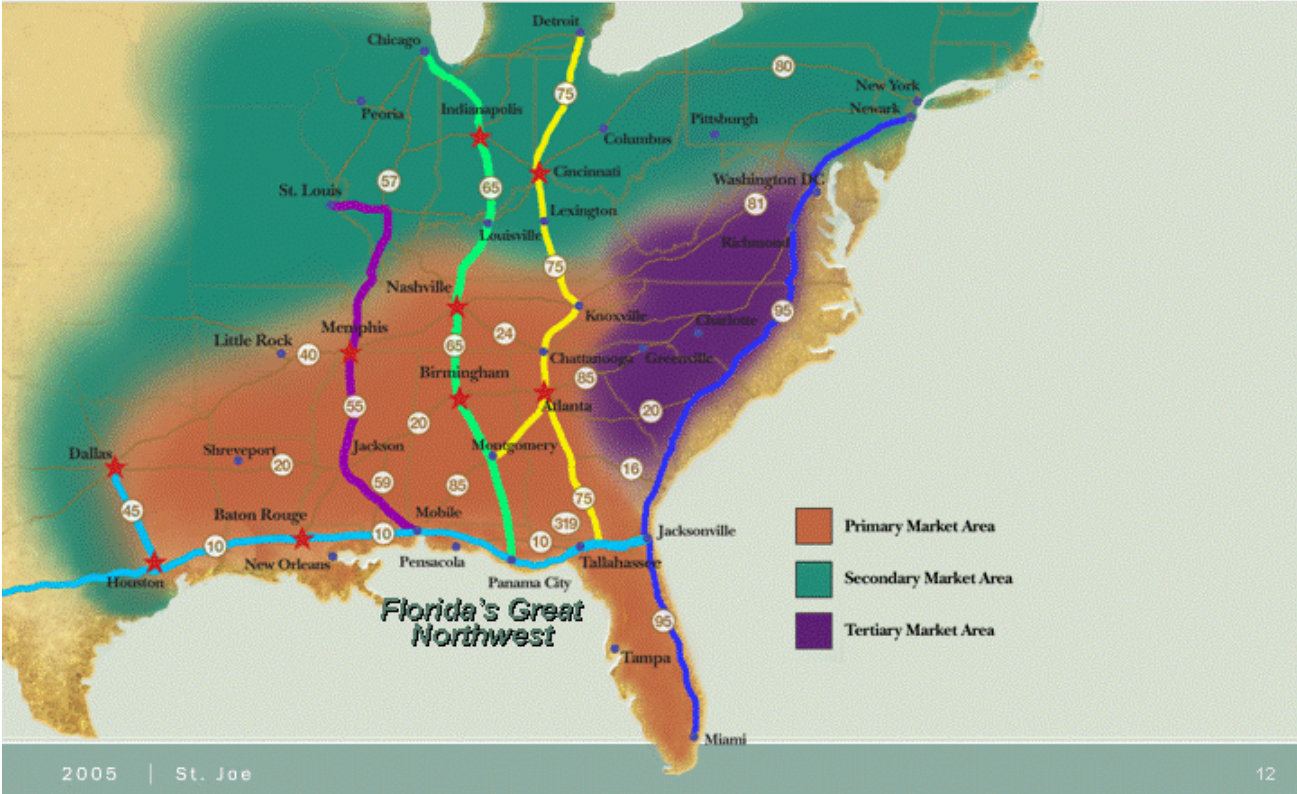 Detroit
Chicago
80
75
New York
Newark
Peoria
Indianapolis
Pittsburgh
Columbus
Cincinnati
Washington DC
57
65
St. Louis
81
Lexington
Louisville
Richmond
75
Nashville
95
Knoxville
Charlotte
24
Memphis
Little Rock
40
65
Chattanooga
Greenville
Birmingham
85
55
Atlanta
20
20
Jackson
Montgomery
Dallas
Shreveport
20
16
59
85
75
45
Baton Rouge
Mobile
319
Primary Market Area
10
10
10
Jacksonville
New Orleans
Pensacola
Tallahassee
Houston
Panama City
Secondary Market Area
Florida's Great
Northwest
95
Tertiary Market Area
Tampa
Miami
2005 | St. Joe
12